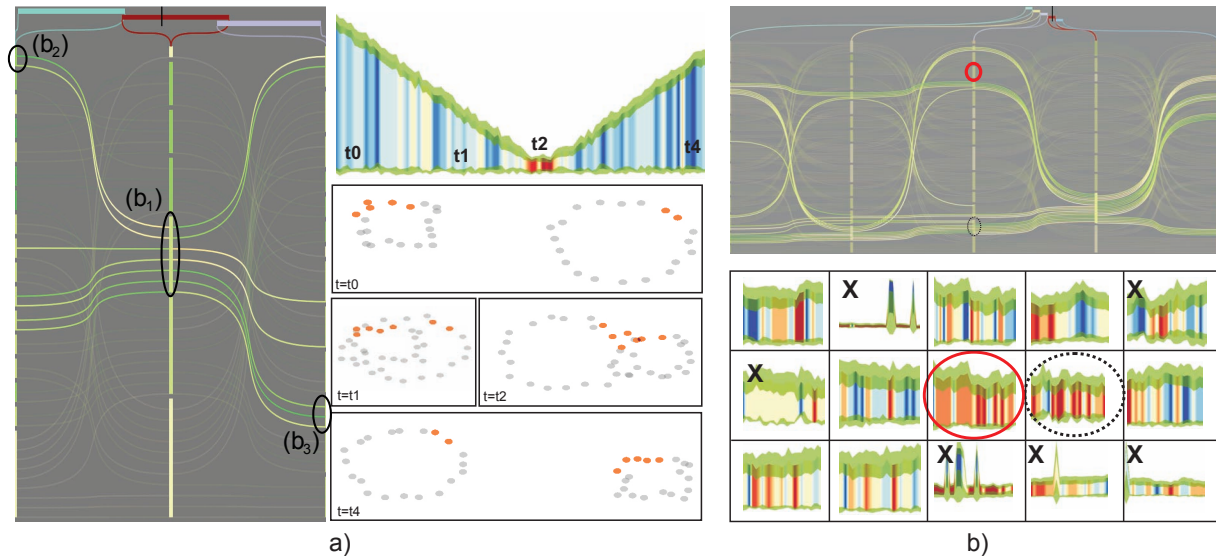 (b₂)
(b₁)
(b₃)
t0
t1
t2
t4
t=t0
t=t1
t=t2
t=t4
a)
X
X
X
X
X
X
b)